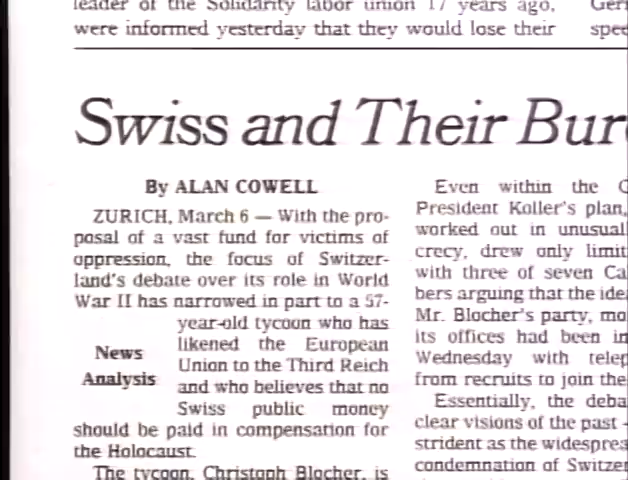 leader of the Solidarity labor union 17 years ago,
were informed yesterday that they would lose their
Swiss and Their
By ALAN COWELL
ZURICH, March 6 — With the pro-
posal of a vast fund for victims of
oppression, the focus of Switzer-
land's debate over its role in World
War II has narrowed in part to a 57-
year-old tycoon who has
likened the European
Union to the Third Reich
and who believes that no
Swiss public money
should be paid in compensation for
the Holocaust.
The tycoon, Christoph Blocher, is
News
Analysis
Even within the
President Koller's plan,
worked out in unusual
crecy, drew only limit
with three of seven Ca
bers arguing that the idea
Mr. Blocher's party, mo
its offices had been in
Wednesday with telep
from recruits to join the
Essentially, the deba
clear visions of the past
strident as the widesprea
condemnation of Switzer